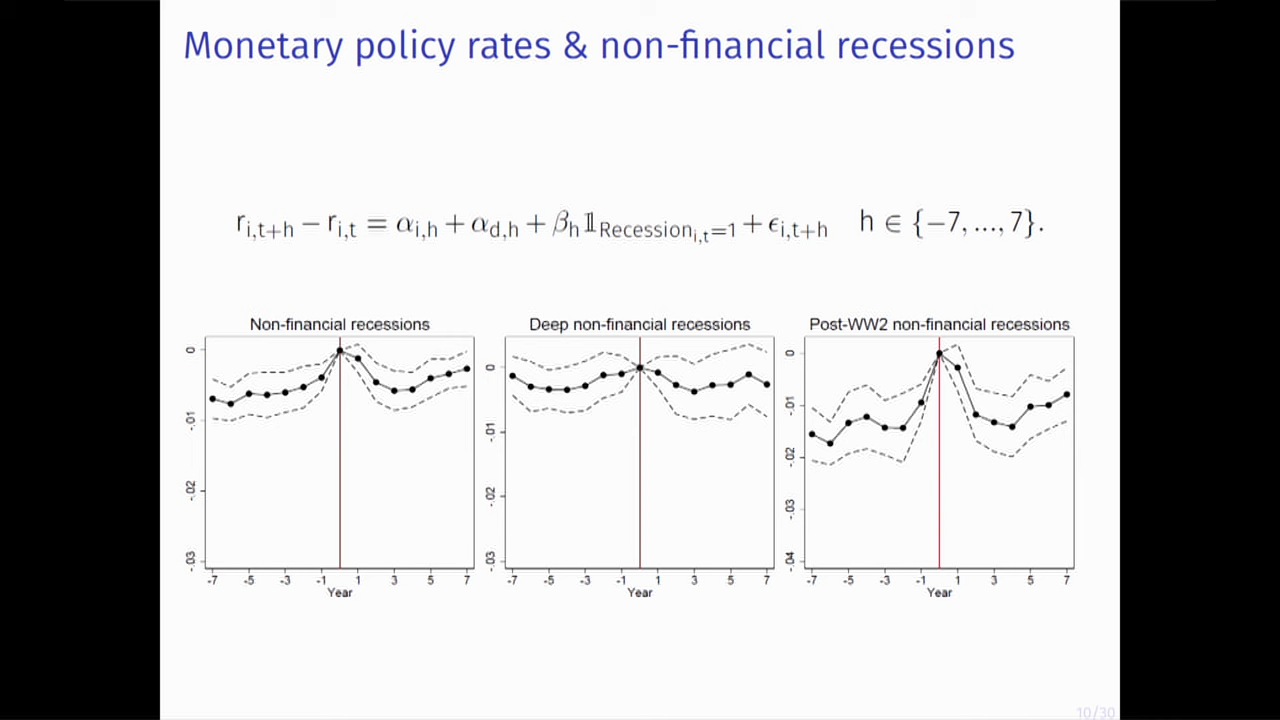 Monetary policy rates & non-financial recessions
r_{i,t+h} − r_{i,t} = α_{i,h} + α_{d,h} + β_h 𝟙_{Recession_{i,t}=1} + ϵ_{i,t+h}   h ∈ {−7, ..., 7}.
Non-financial recessions
0
-.01
-.02
-.03
-7 -5 -3 -1 1 3 5 7
Year
Deep non-financial recessions
0
-.01
-.02
-.03
-7 -5 -3 -1 1 3 5 7
Year
Post-WW2 non-financial recessions
0
-.01
-.02
-.03
-.04
-7 -5 -3 -1 1 3 5 7
Year
10/30